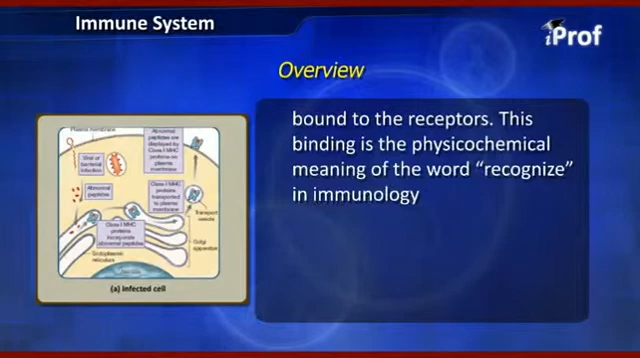 Immune System
iProf
Overview
bound to the receptors. This
binding is the physicochemical
meaning of the word “recognize”
in immunology
Plasma membrane
Abnormal
peptides are
displayed by
Class I MHC
proteins on
plasma
membrane
Viral or
bacterial
infection
Abnormal
peptides
Class I MHC
proteins
transported
to plasma
membrane
Transport
vesicle
Class I MHC
proteins
incorporate
abnormal peptides
Golgi
apparatus
Endoplasmic
reticulum
(a) Infected cell